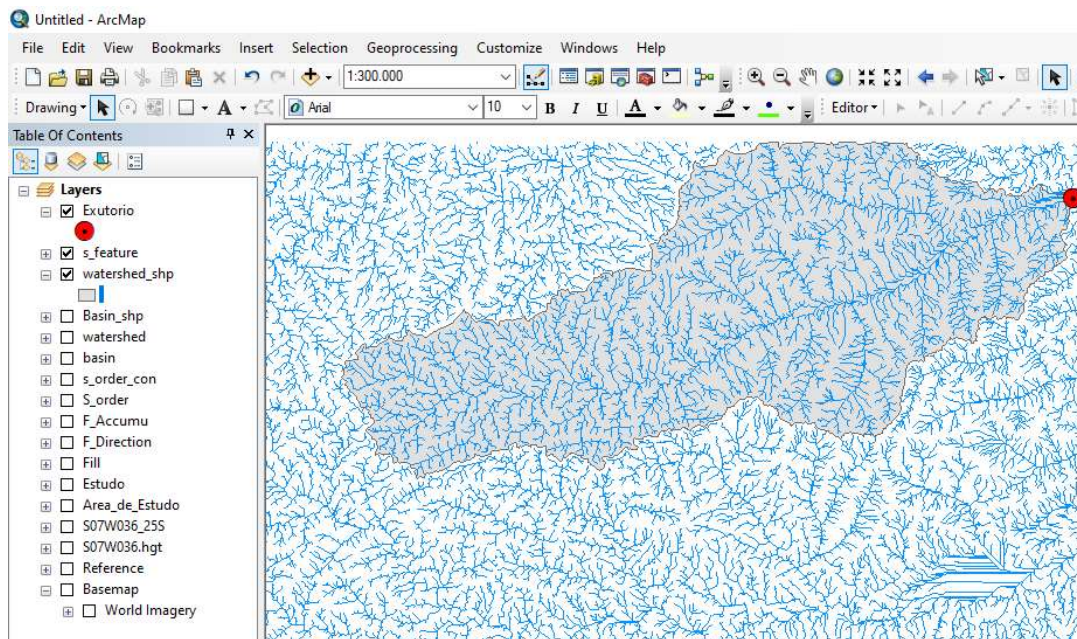 Untitled - ArcMap
File Edit View Bookmarks Insert Selection Geoprocessing Customize Windows Help
1:300.000
Drawing Arial 10 B I U A Editor
Table Of Contents
Layers
Exutorio
s_feature
watershed_shp
Basin_shp
watershed
basin
s_order_con
S_order
F_Accumu
F_Direction
Fill
Estudo
Area_de_Estudo
S07W036_25S
S07W036.hgt
Reference
Basemap
World Imagery